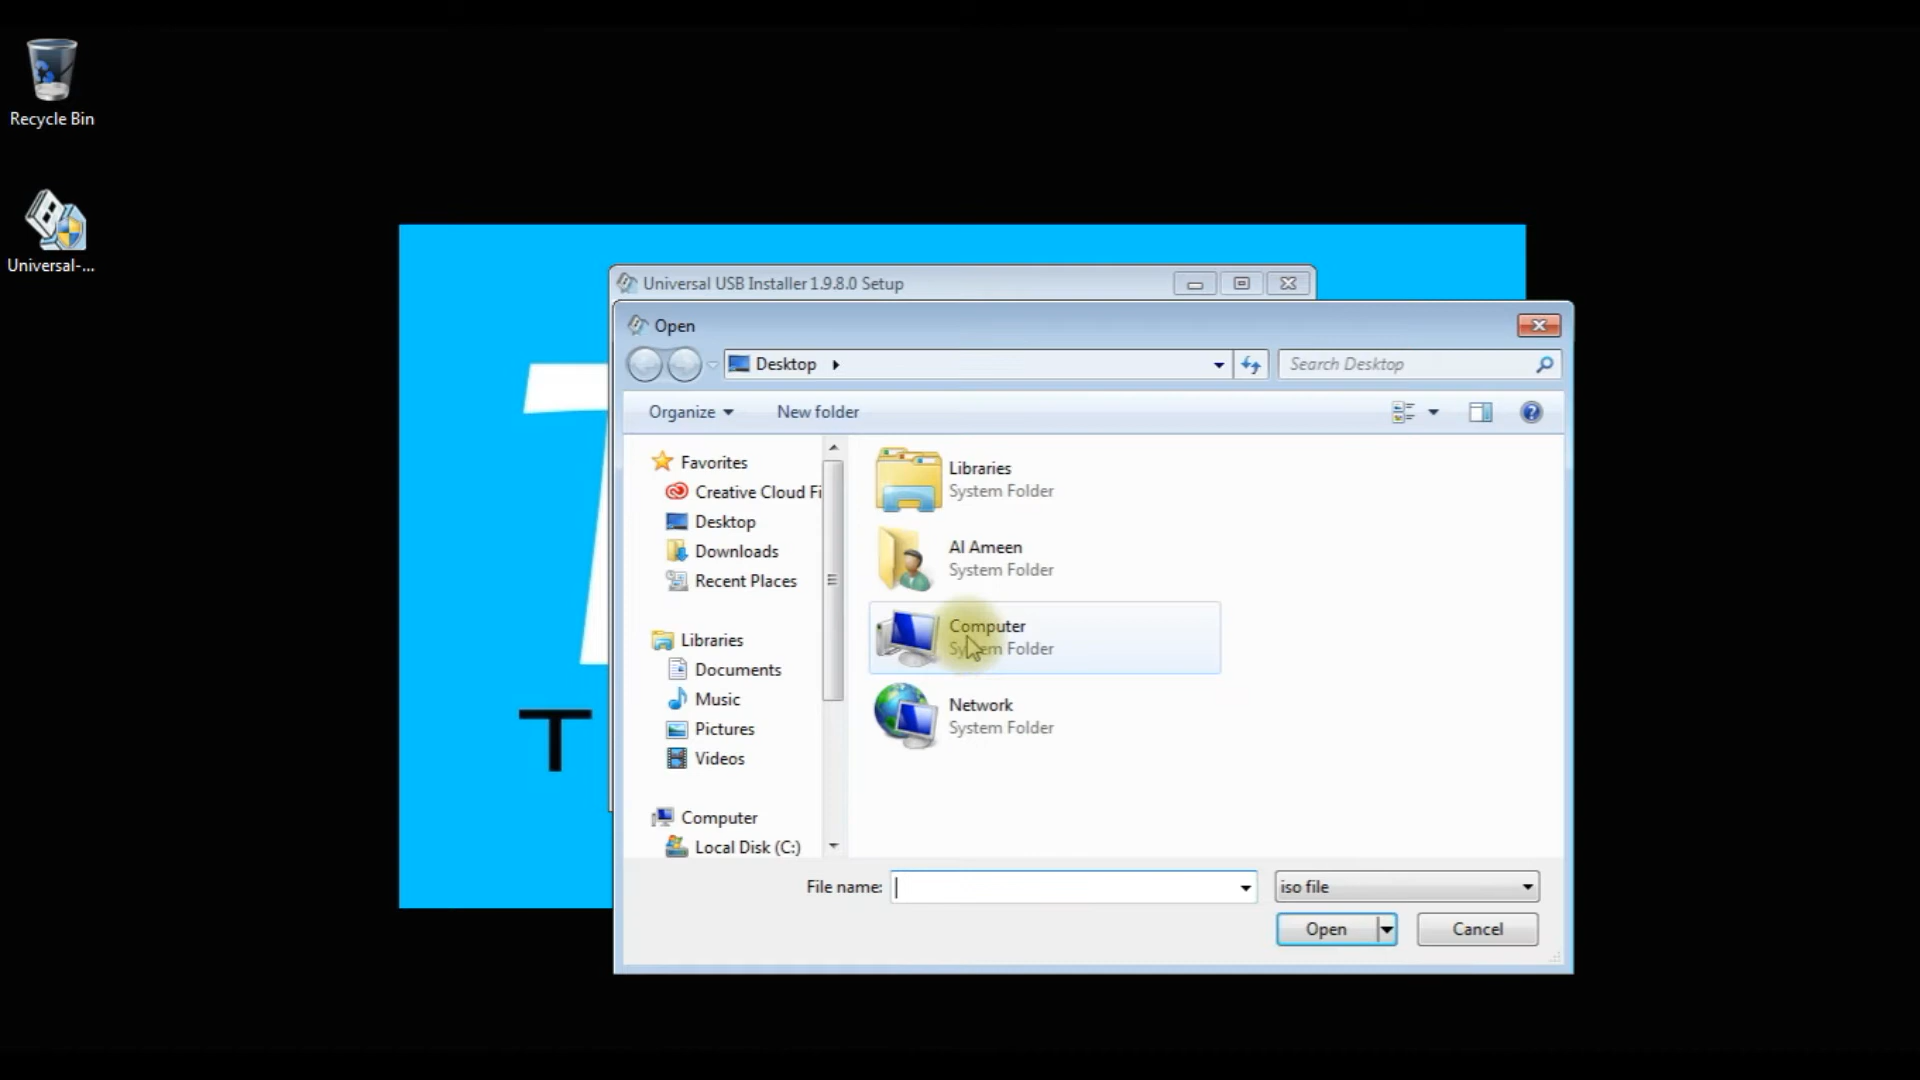 Recycle Bin
Universal-...
Universal USB Installer 1.9.8.0 Setup
Open
Desktop
Search Desktop
Organize
New folder
Favorites
Creative Cloud Fi
Desktop
Downloads
Recent Places
Libraries
Documents
Music
Pictures
Videos
Computer
Local Disk (C:)
Libraries
System Folder
Al Ameen
System Folder
Computer
System Folder
Network
System Folder
File name:
iso file
Open
Cancel
T